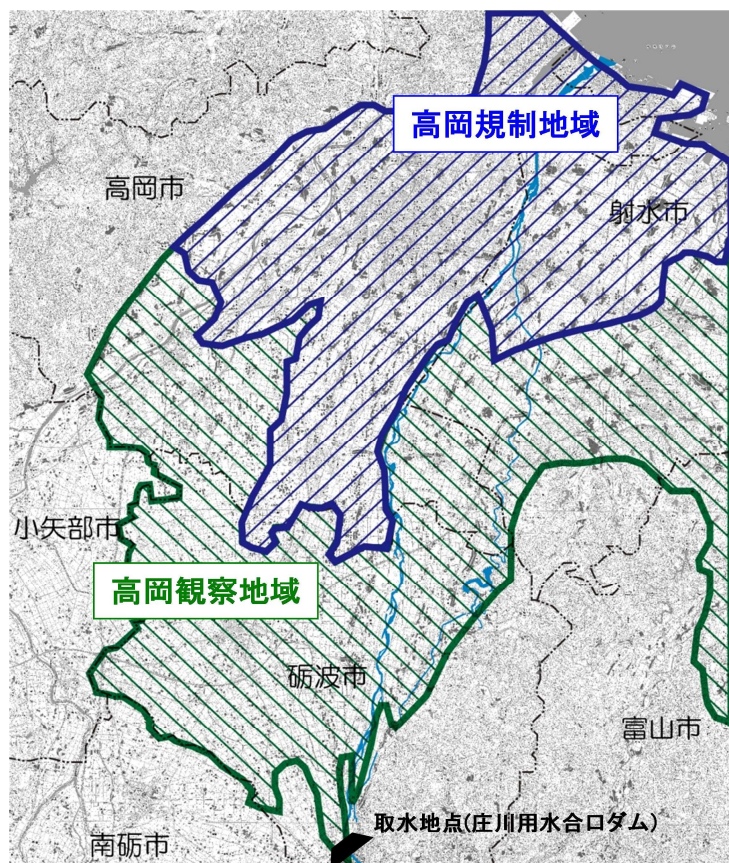 高岡規制地域
高岡市
射水市
小矢部市
高岡観察地域
砺波市
富山市
取水地点(庄川用水合口ダム)
南砺市